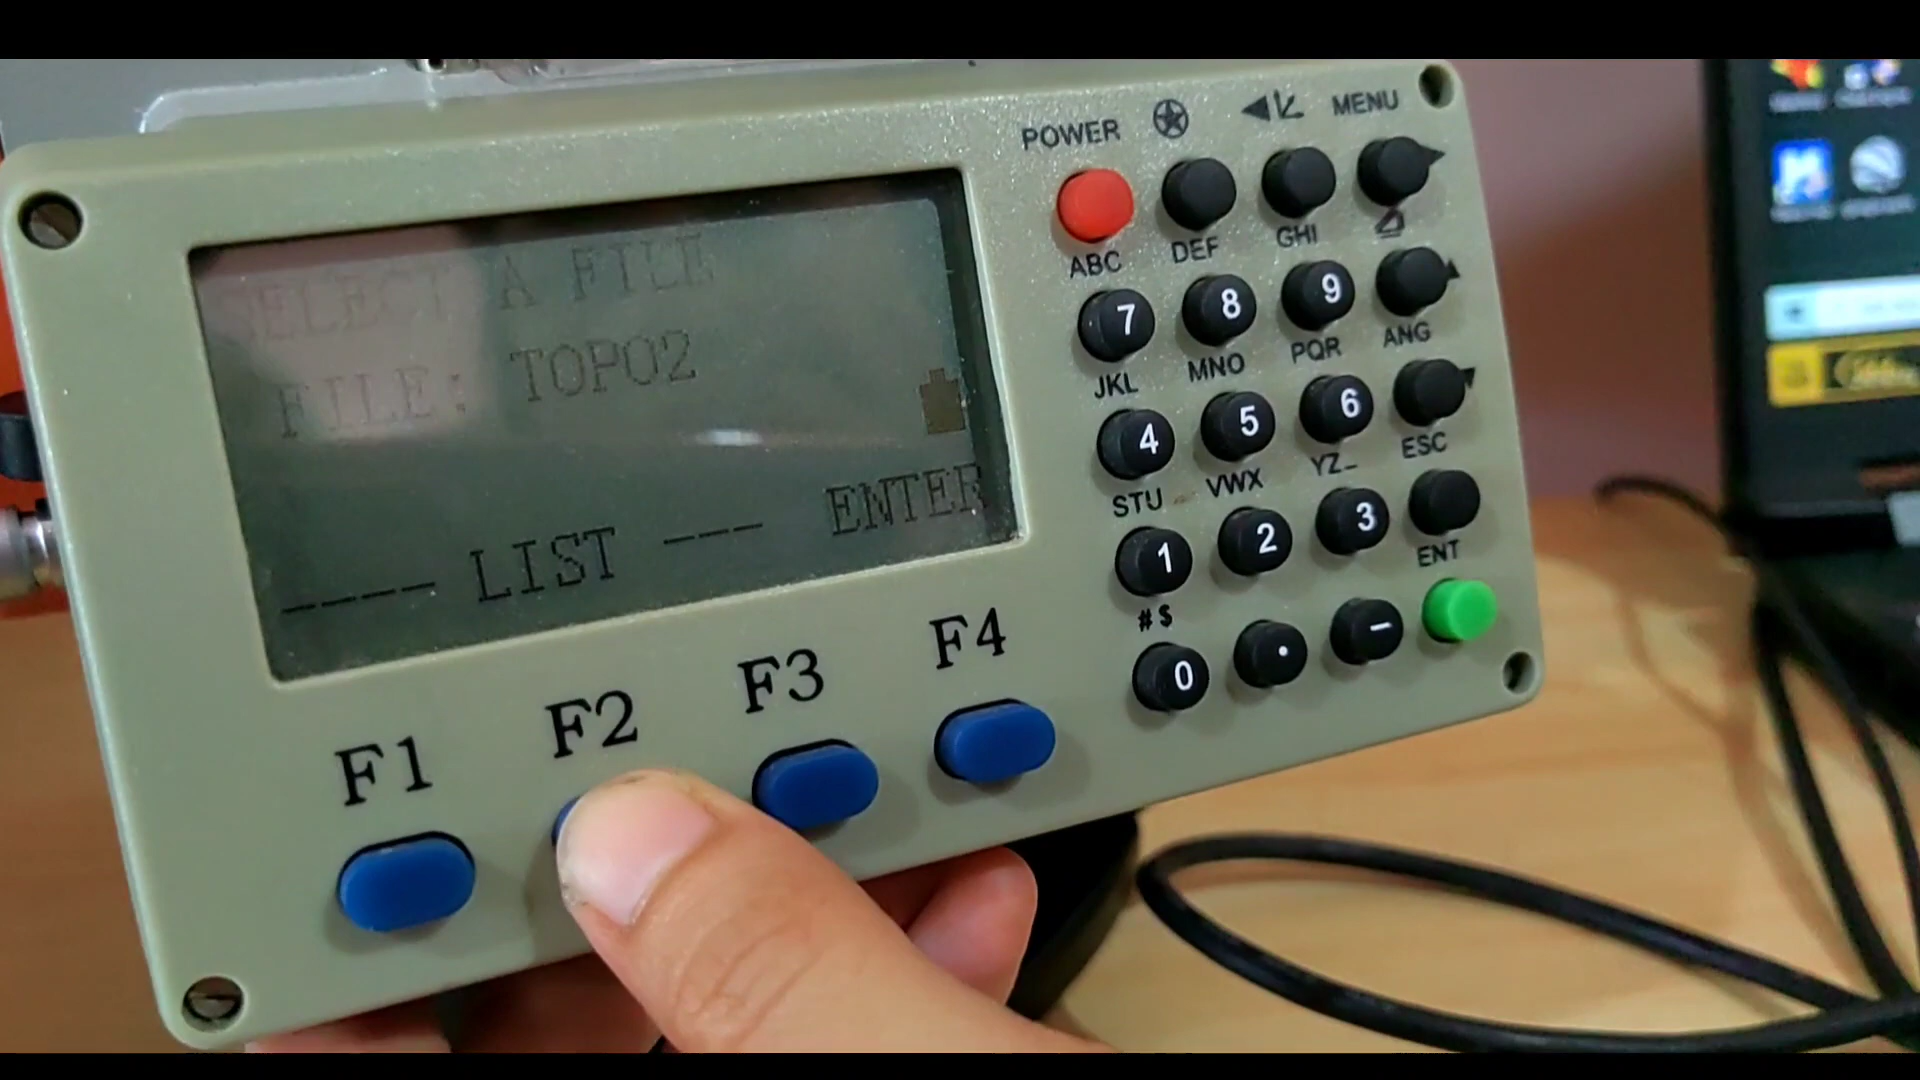 SELECT A FILE
FILE: TOPO2
---- LIST --- ENTER
F1 F2 F3 F4
POWER MENU
ABC DEF GHI
7 8 9
JKL MNO PQR ANG
4 5 6
STU VWX YZ_ ESC
1 2 3
#$ ENT
0 . -